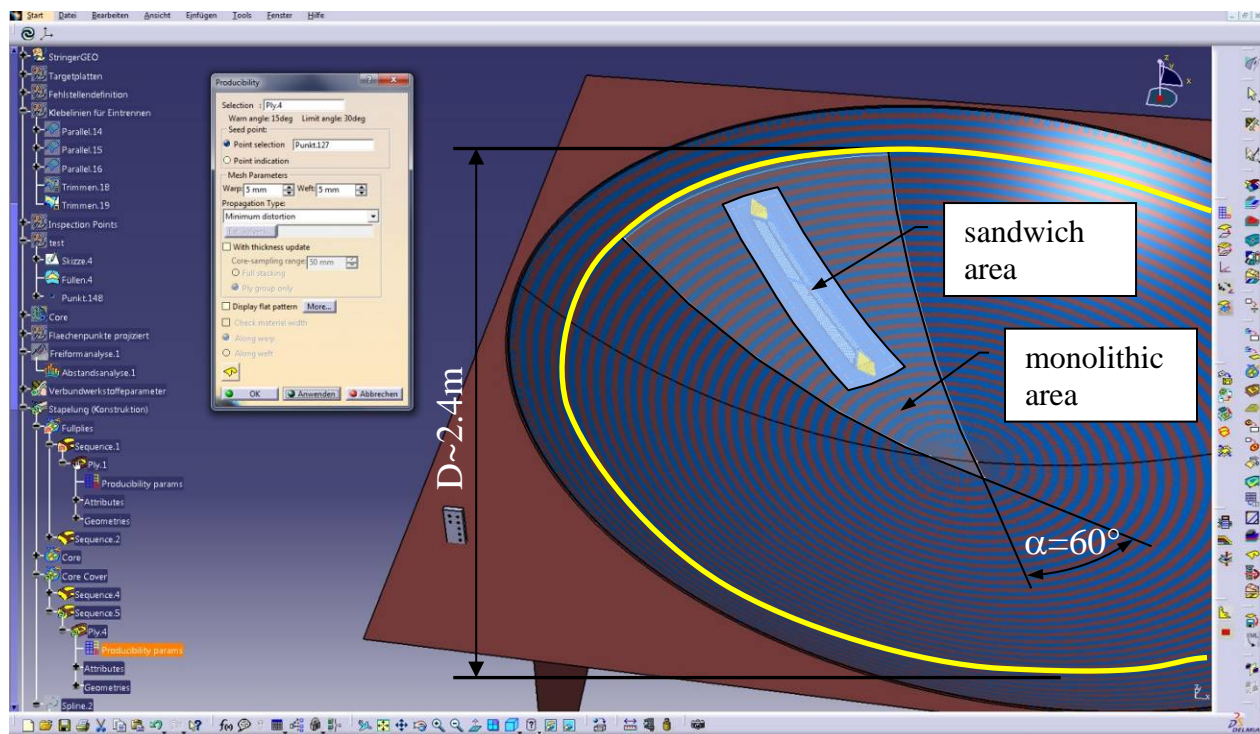 Start Datei Bearbeiten Ansicht Einfügen Tools Fenster Hilfe
StringerGEO
Targetplatten
Fehlstellendefinition
Klebelinien für Eintrennen
Parallel.14
Parallel.15
Parallel.16
Trimmen.18
Trimmen.19
Inspection Points
test
Skizze.4
Füllen.4
Punkt.148
Core
Flaechenpunkte projiziert
Freiformanalyse.1
Abstandsanalyse.1
Verbundwerkstoffeparameter
Stapelung (Konstruktion)
Fullplies
Sequence.1
Ply.1
Producibility params
Attributes
Geometries
Sequence.2
Core
Core Cover
Sequence.4
Sequence.5
Ply.4
Producibility params
Attributes
Geometries
Spline.2
Producibility
Selection : Ply.4
Warn angle: 15deg Limit angle: 30deg
Seed point:
Point selection Punkt.127
Point indication
Mesh Parameters
Warp: 5 mm Weft: 5 mm
Propagation Type:
Minimum distortion
With thickness update
Core-sampling range: 50 mm
Full stacking
Ply group only
Display flat pattern More...
Check material width
Along warp
Along weft
OK Anwenden Abbrechen
D~2.4m
sandwich
area
monolithic
area
α=60°
z
x
z
x
f(x)
DELMIA